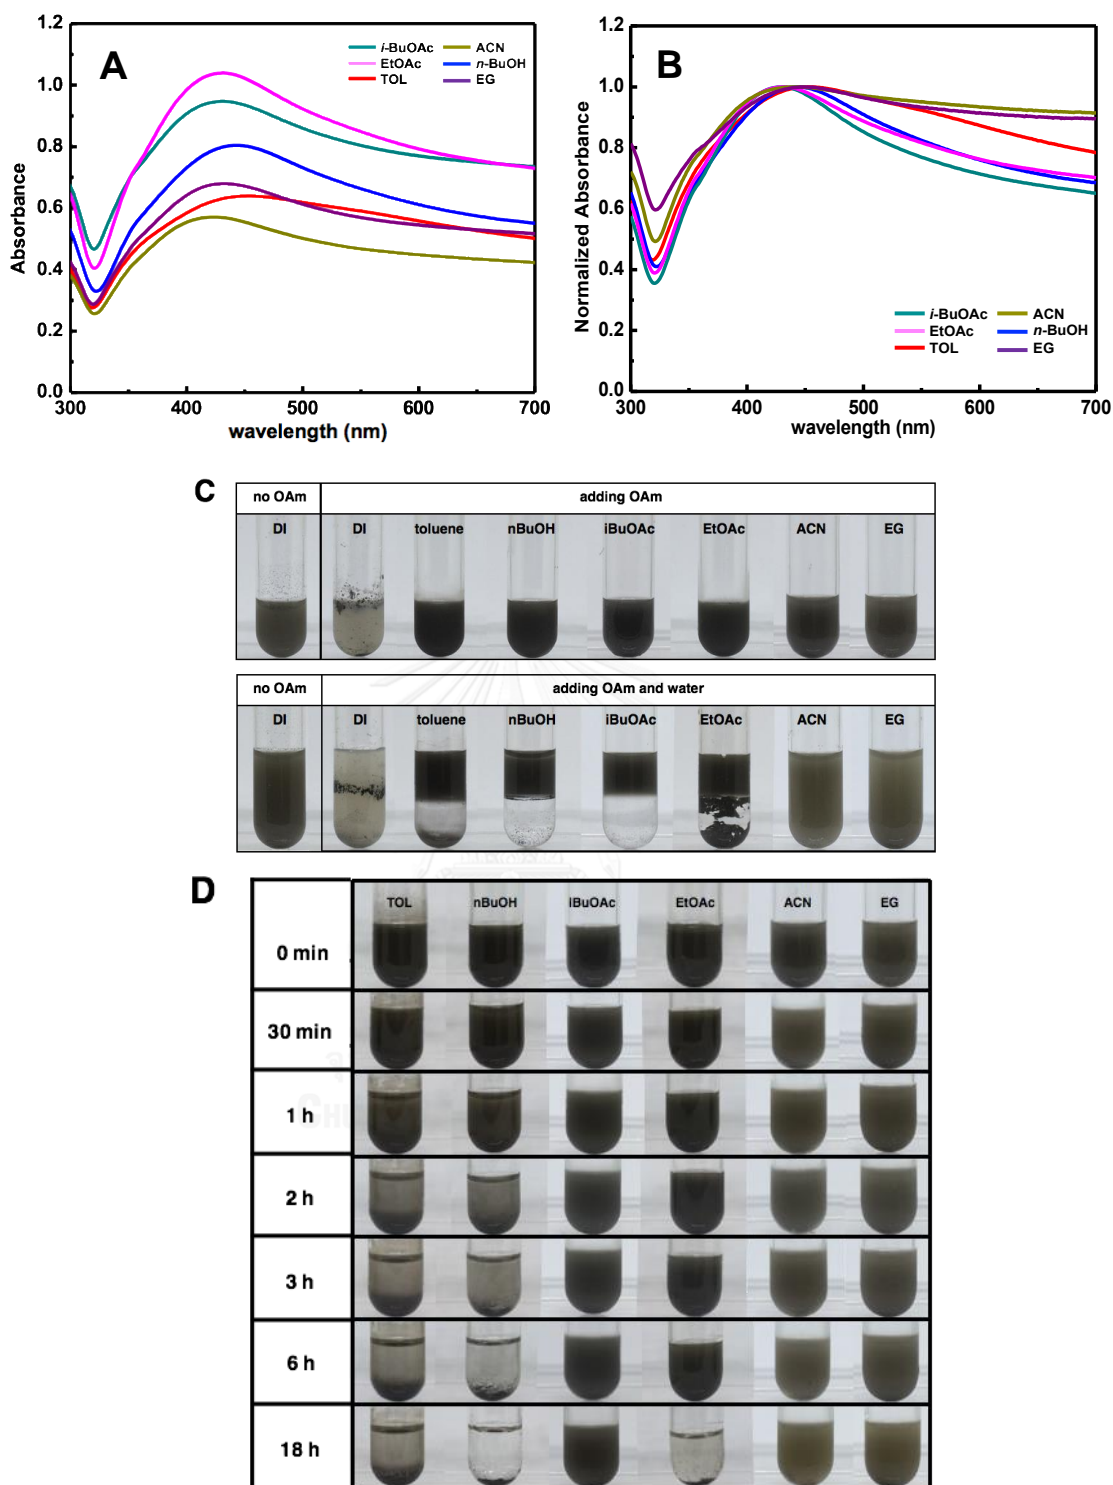 A
1.2
1.0
0.8
0.6
0.4
0.2
0.0
300 400 500 600 700
Absorbance
wavelength (nm)
i-BuOAc ACN
EtOAc n-BuOH
TOL EG
B
1.2
1.0
0.8
0.6
0.4
0.2
0.0
300 400 500 600 700
Normalized Absorbance
wavelength (nm)
i-BuOAc ACN
EtOAc n-BuOH
TOL EG
C
no OAm adding OAm
DI DI toluene nBuOH iBuOAc EtOAc ACN EG
no OAm adding OAm and water
DI DI toluene nBuOH iBuOAc EtOAc ACN EG
D
TOL nBuOH iBuOAc EtOAc ACN EG
0 min
30 min
1 h
2 h
3 h
6 h
18 h